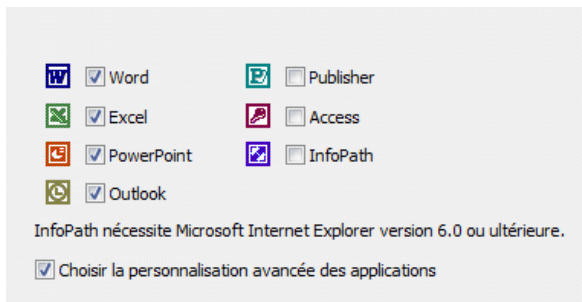 Word
Publisher
Excel
Access
PowerPoint
InfoPath
Outlook
InfoPath nécessite Microsoft Internet Explorer version 6.0 ou ultérieure.
Choisir la personnalisation avancée des applications